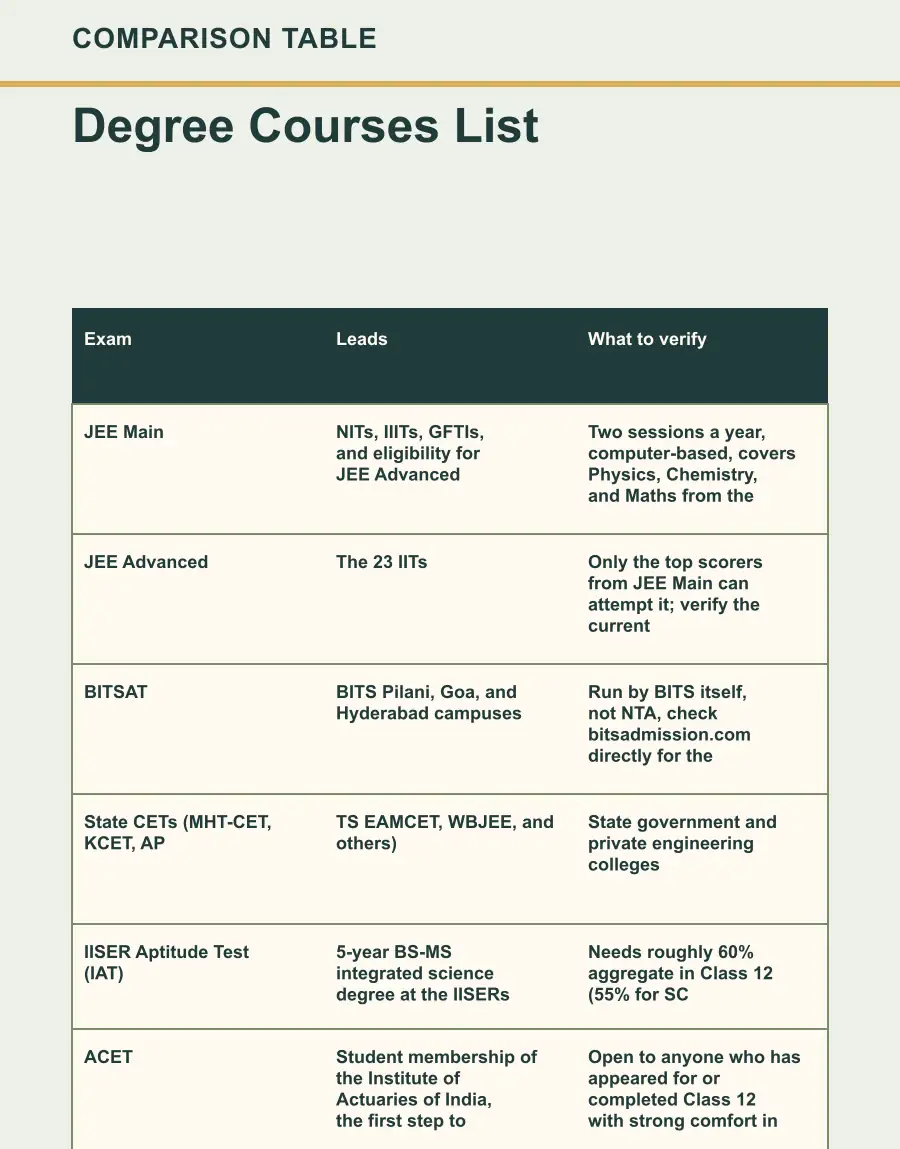 COMPARISON TABLE
Degree Courses List
Exam
Leads
What to verify
JEE Main
NITs, IIITs, GFTIs,
and eligibility for
JEE Advanced
Two sessions a year,
computer-based, covers
Physics, Chemistry,
and Maths from the
JEE Advanced
The 23 IITs
Only the top scorers
from JEE Main can
attempt it; verify the
current
BITSAT
BITS Pilani, Goa, and
Hyderabad campuses
Run by BITS itself,
not NTA, check
bitsadmission.com
directly for the
State CETs (MHT-CET,
KCET, AP
TS EAMCET, WBJEE, and
others)
State government and
private engineering
colleges
IISER Aptitude Test
(IAT)
5-year BS-MS
integrated science
degree at the IISERs
Needs roughly 60%
aggregate in Class 12
(55% for SC
ACET
Student membership of
the Institute of
Actuaries of India,
the first step to
Open to anyone who has
appeared for or
completed Class 12
with strong comfort in